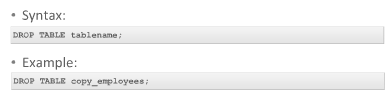 • Syntax:
DROP TABLE tablename;
• Example:
DROP TABLE copy_employees;